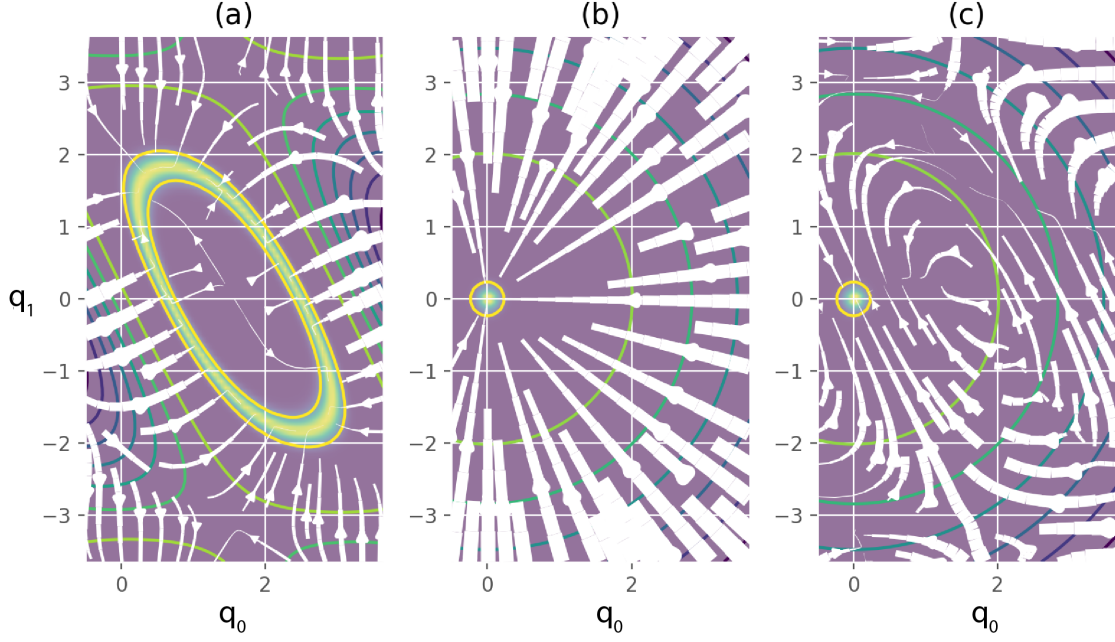 (a) (b) (c)
3 3 3
2 2 2
1 1 1
q₁ 0 0 0
−1 −1 −1
−2 −2 −2
−3 −3 −3
0 2 0 2 0 2
q₀ q₀ q₀